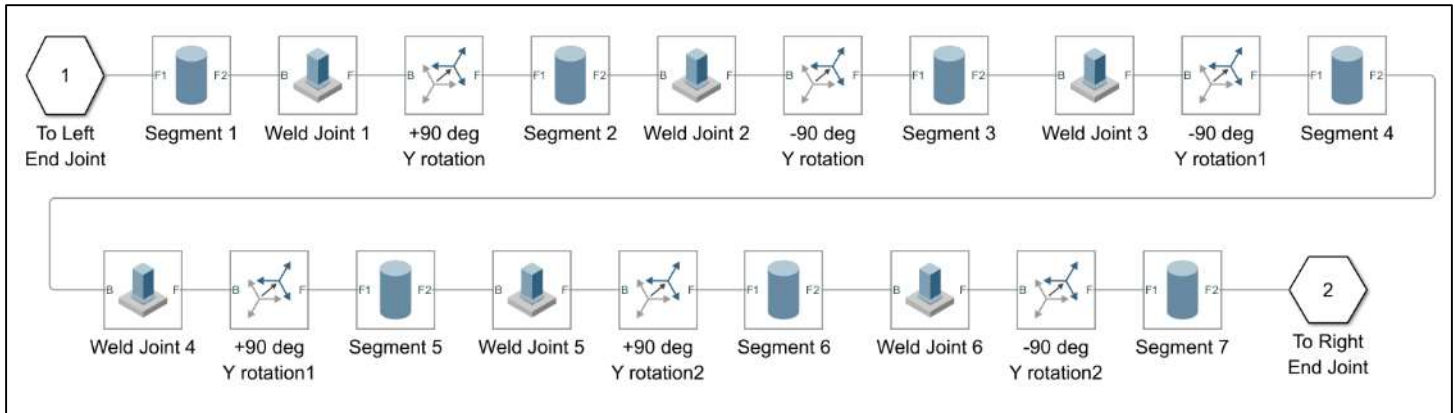 1
F1 F2 B F B F F1 F2 B F B F F1 F2 B F B F F1 F2
To Left
End Joint
Segment 1
Weld Joint 1
+90 deg
Y rotation
Segment 2
Weld Joint 2
-90 deg
Y rotation
Segment 3
Weld Joint 3
-90 deg
Y rotation1
Segment 4
B F B F F1 F2 B F B F F1 F2 B F B F F1 F2
2
Weld Joint 4
+90 deg
Y rotation1
Segment 5
Weld Joint 5
+90 deg
Y rotation2
Segment 6
Weld Joint 6
-90 deg
Y rotation2
Segment 7
To Right
End Joint